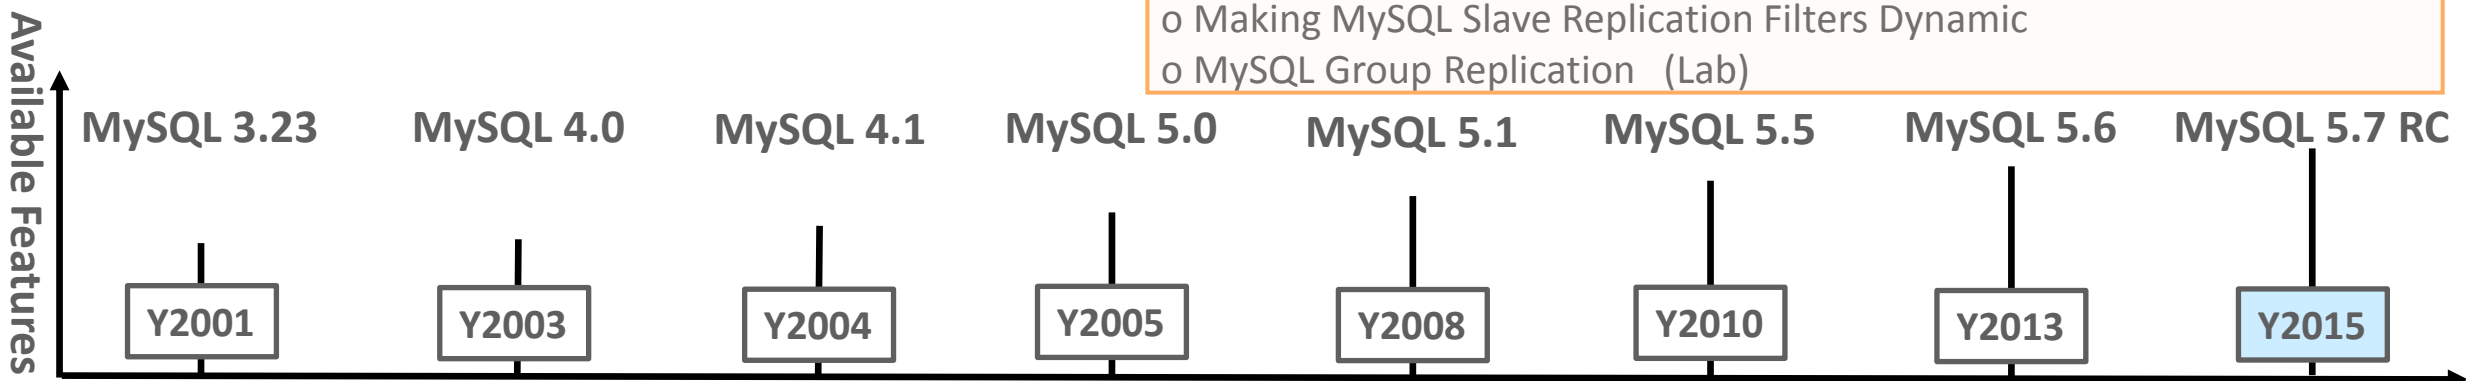 o Making MySQL Slave Replication Filters Dynamic
o MySQL Group Replication (Lab)
Available Features
MySQL 3.23 MySQL 4.0 MySQL 4.1 MySQL 5.0 MySQL 5.1 MySQL 5.5 MySQL 5.6 MySQL 5.7 RC
Y2001 Y2003 Y2004 Y2005 Y2008 Y2010 Y2013 Y2015